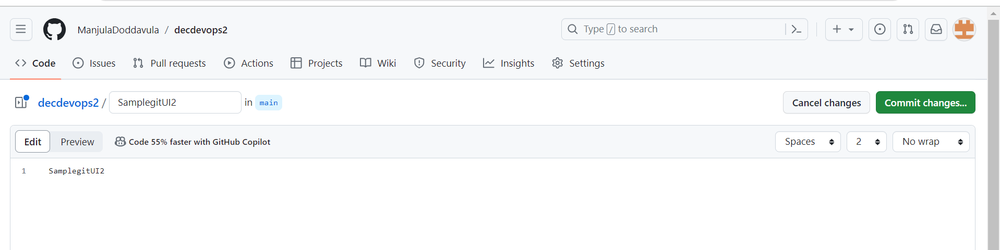 ManjulaDoddavula / decdevops2 Type / to search
Code Issues Pull requests Actions Projects Wiki Security Insights Settings
decdevops2 / SamplegitUI2 in main Cancel changes Commit changes...
Edit Preview Code 55% faster with GitHub Copilot Spaces 2 No wrap
1 SamplegitUI2